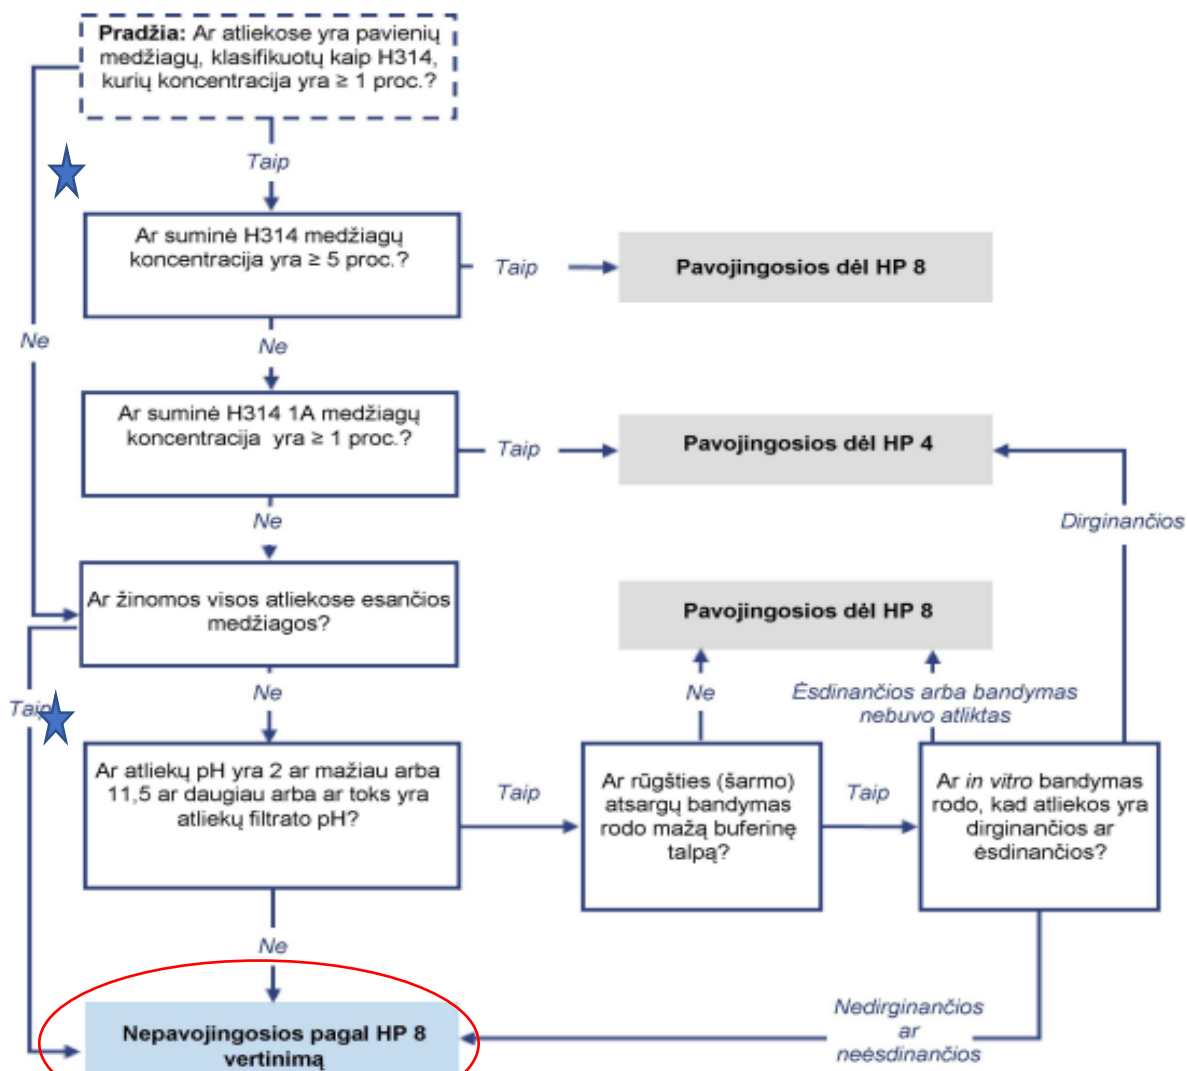 Pradžia: Ar atliekose yra pavienių
medžiagų, klasifikuotų kaip H314,
kurių koncentracija yra ≥ 1 proc.?
Taip
Ar suminė H314 medžiagų
koncentracija yra ≥ 5 proc.?
Taip
Pavojingosios dėl HP 8
Ne
Ne
Ar suminė H314 1A medžiagų
koncentracija yra ≥ 1 proc.?
Taip
Pavojingosios dėl HP 4
Ne
Dirginančios
Ar žinomos visos atliekose esančios
medžiagos?
Pavojingosios dėl HP 8
Ne
Taip
Ne
Ėsdinančios arba bandymas
nebuvo atliktas
Ar atliekų pH yra 2 ar mažiau arba
11,5 ar daugiau arba ar toks yra
atliekų filtrato pH?
Taip
Ar rūgšties (šarmo)
atsargų bandymas
rodo mažą buferinę
talpą?
Taip
Ar in vitro bandymas
rodo, kad atliekos yra
dirginančios ar
ėsdinančios?
Ne
Nedirginančios
ar
neėsdinančios
Nepavojingosios pagal HP 8
vertinimą